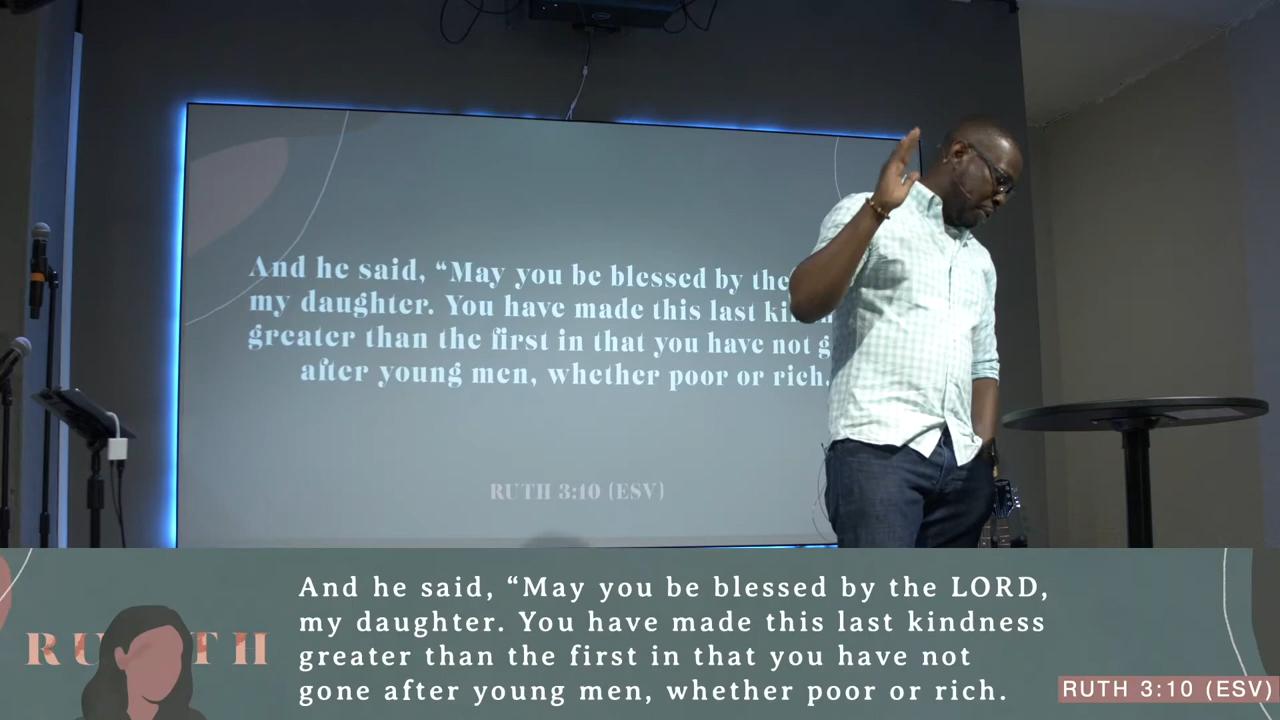 And he said, “May you be blessed by the
my daughter. You have made this last
greater than the first in that you have not
after young men, whether poor or rich.
RUTH 3:10 (ESV)
And he said, “May you be blessed by the LORD,
my daughter. You have made this last kindness
greater than the first in that you have not
gone after young men, whether poor or rich.
RUTH
RUTH 3:10 (ESV)